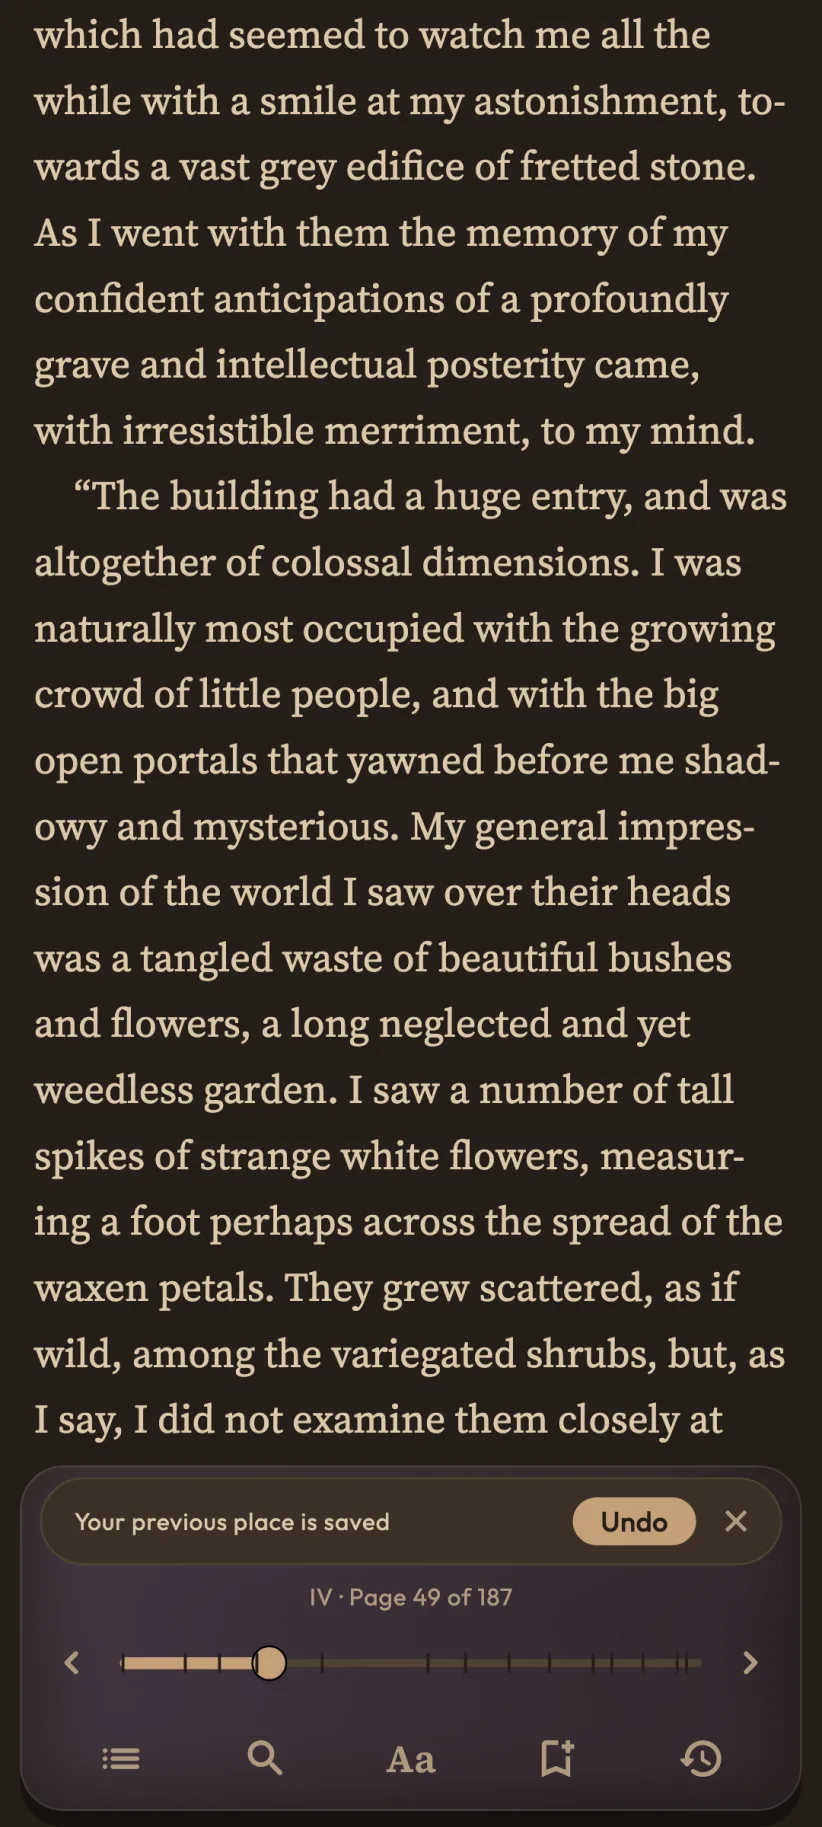 which had seemed to watch me all the
while with a smile at my astonishment, to-
wards a vast grey edifice of fretted stone.
As I went with them the memory of my
confident anticipations of a profoundly
grave and intellectual posterity came,
with irresistible merriment, to my mind.
“The building had a huge entry, and was
altogether of colossal dimensions. I was
naturally most occupied with the growing
crowd of little people, and with the big
open portals that yawned before me shad-
owy and mysterious. My general impres-
sion of the world I saw over their heads
was a tangled waste of beautiful bushes
and flowers, a long neglected and yet
weedless garden. I saw a number of tall
spikes of strange white flowers, measur-
ing a foot perhaps across the spread of the
waxen petals. They grew scattered, as if
wild, among the variegated shrubs, but, as
I say, I did not examine them closely at
Your previous place is saved
Undo
IV · Page 49 of 187
Aa